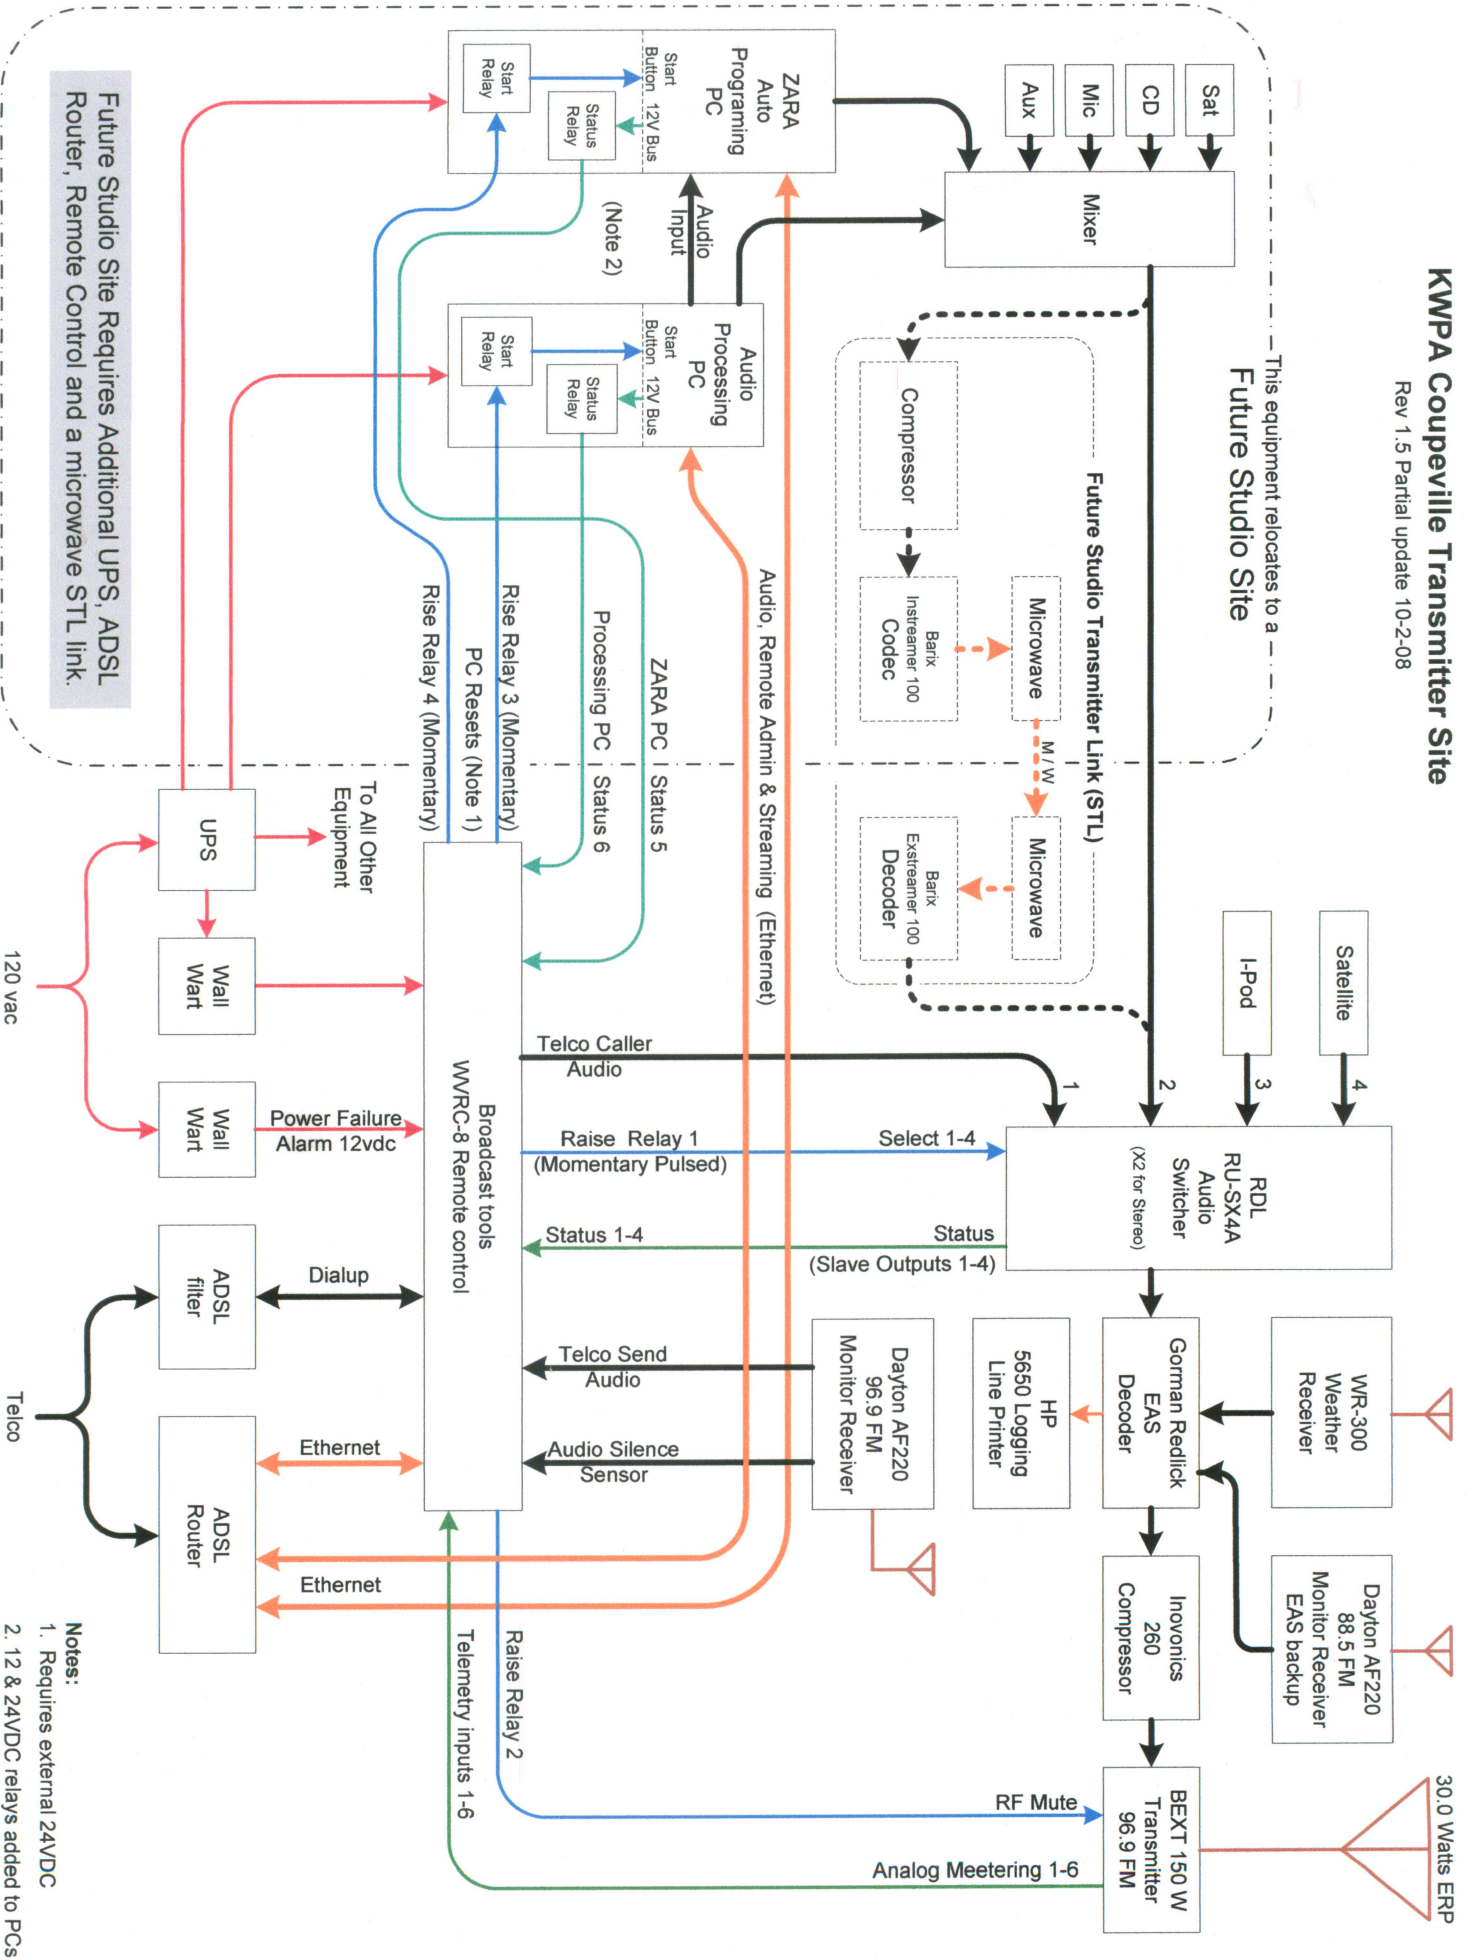 KWPA Coupeville Transmitter Site
Rev 1.5 Partial update 10-2-08
This equipment relocates to a
Future Studio Site
Sat
CD
Mic
Aux
Mixer
ZARA
Auto
Programing
PC
Start
Button
12V Bus
Start
Relay
Status
Relay
Audio
Input
(Note 2)
Audio
Processing
PC
Start
Button
12V Bus
Start
Relay
Status
Relay
Future Studio Transmitter Link (STL)
Compressor
Barix
Instreamer 100
Codec
Microwave
M / W
Microwave
Barix
Exstreamer 100
Decoder
Satellite
I-Pod
4
3
2
1
RDL
RU-SX4A
Audio
Switcher
(X2 for Stereo)
WR-300
Weather
Receiver
Dayton AF220
88.5 FM
Monitor Receiver
EAS backup
30.0 Watts ERP
Gorman Redlick
EAS
Decoder
HP
5650 Logging
Line Printer
Inovonics
260
Compressor
BEXT 150 W
Transmitter
96.9 FM
Dayton AF220
96.9 FM
Monitor Receiver
Audio, Remote Admin & Streaming (Ethernet)
ZARA PC
Status 5
Processing PC
Status 6
Rise Relay 3 (Momentary)
PC Resets (Note 1)
Rise Relay 4 (Momentary)
Telco Caller
Audio
Raise Relay 1
(Momentary Pulsed)
Select 1-4
Status 1-4
Status
(Slave Outputs 1-4)
Telco Send
Audio
Audio Silence
Sensor
Raise Relay 2
RF Mute
Telemetry inputs 1-6
Analog Meetering 1-6
Broadcast tools
WVRC-8 Remote control
To All Other
Equipment
UPS
Wall
Wart
Wall
Wart
Power Failure
Alarm 12vdc
120 vac
ADSL
filter
Dialup
ADSL
Router
Ethernet
Ethernet
Telco
Future Studio Site Requires Additional UPS, ADSL
Router, Remote Control and a microwave STL link.
Notes:
1. Requires external 24VDC
2. 12 & 24VDC relays added to PCs